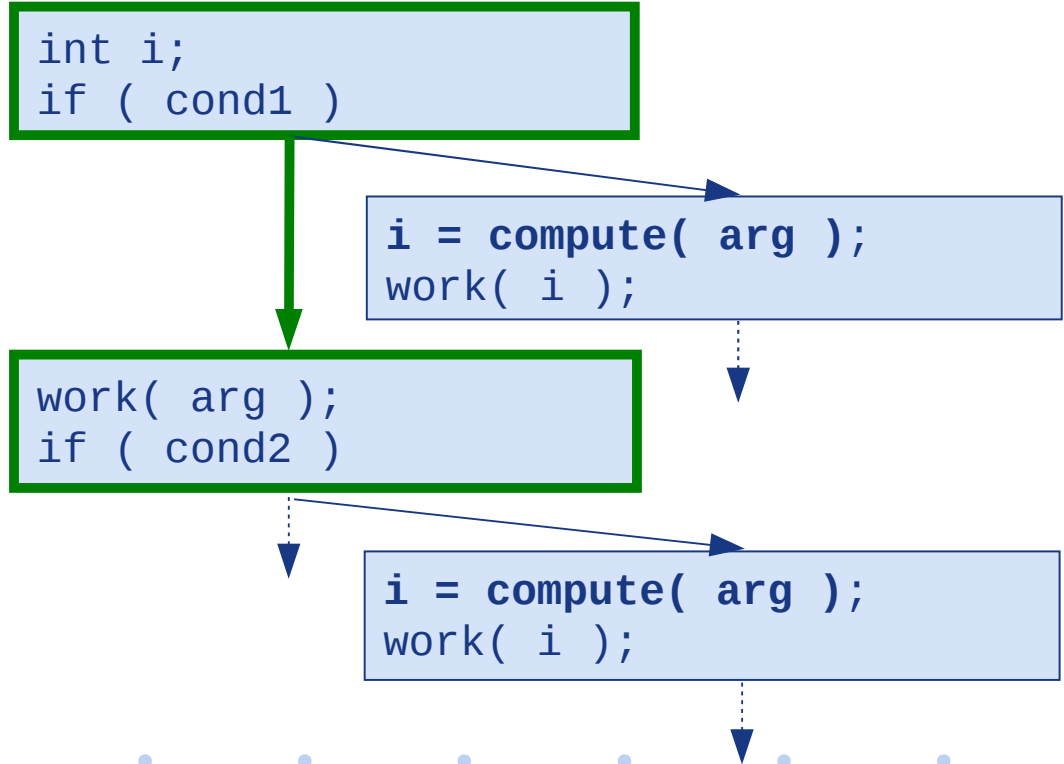 int i;
if ( cond1 )
i = compute( arg );
work( i );
work( arg );
if ( cond2 )
i = compute( arg );
work( i );